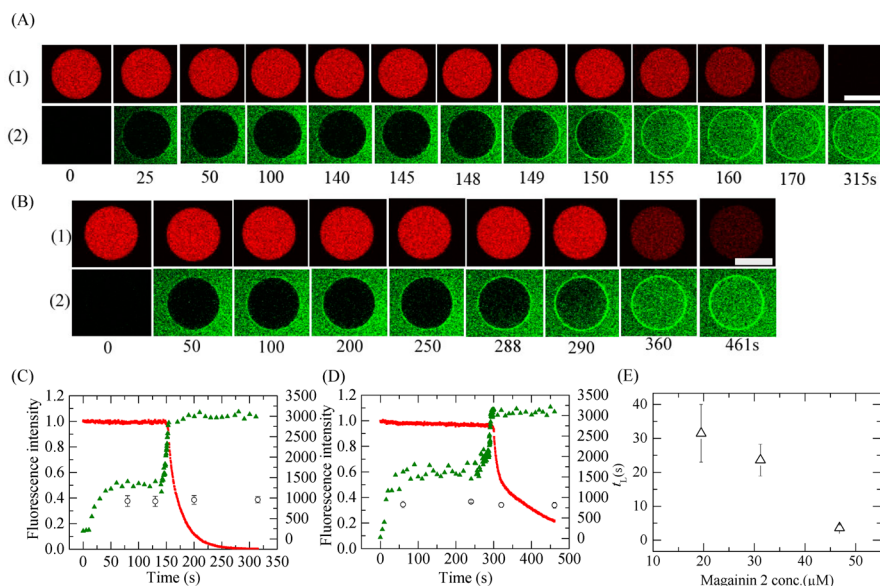 (A)
(1)
(2)
0 25 50 100 140 145 148 149 150 155 160 170 315s
(B)
(1)
(2)
0 50 100 200 250 288 290 360 461s
(C) (D) (E)
Fluorescence intensity
1.2
1.0
0.8
0.6
0.4
0.2
0.0
3500
3000
2500
2000
1500
1000
500
0
0 50 100 150 200 250 300 350
Time (s)
Fluorescence intensity
1.2
1.0
0.8
0.6
0.4
0.2
0.0
3500
3000
2500
2000
1500
1000
500
0
0 100 200 300 400 500
Time (s)
tL(s)
40
30
20
10
0
10 20 30 40 50
Magainin 2 conc.(µM)